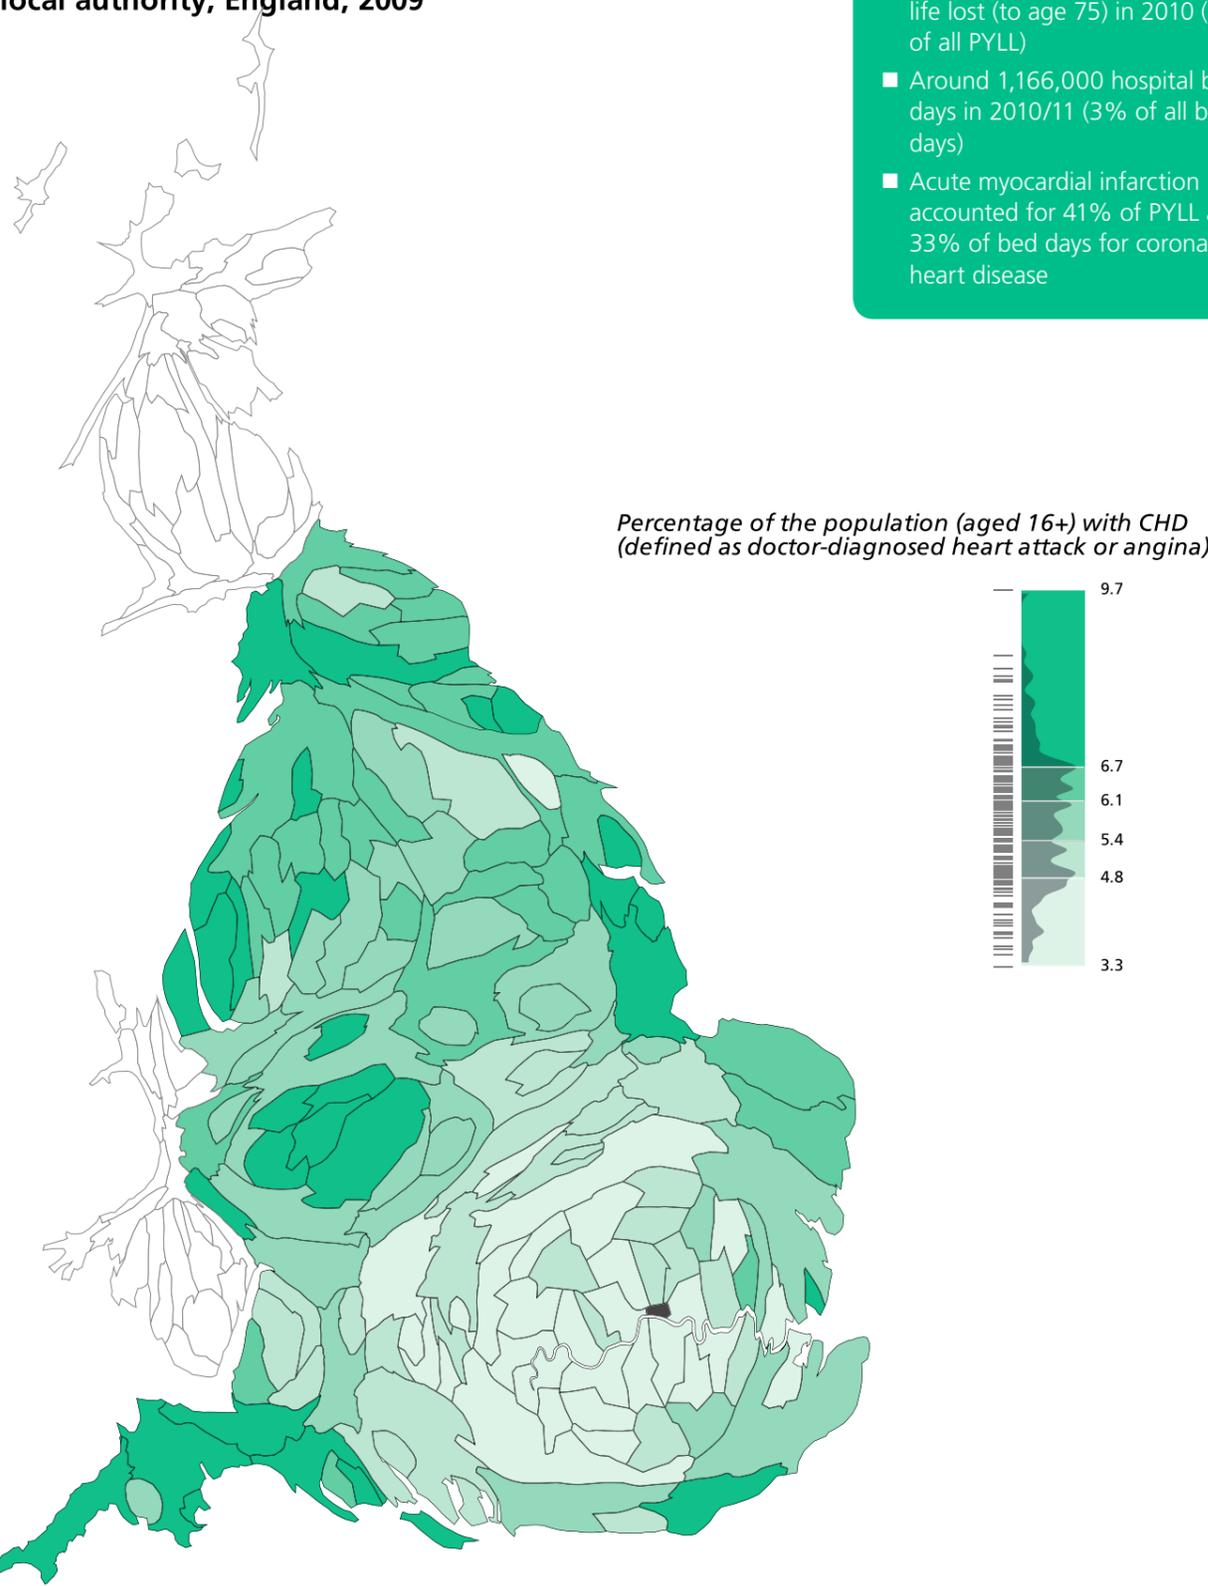 local authority, England, 2009
life lost (to age 75) in 2010 (
of all PYLL)
■ Around 1,166,000 hospital b
days in 2010/11 (3% of all b
days)
■ Acute myocardial infarction
accounted for 41% of PYLL
33% of bed days for corona
heart disease
Percentage of the population (aged 16+) with CHD
(defined as doctor-diagnosed heart attack or angina)
9.7
6.7
6.1
5.4
4.8
3.3